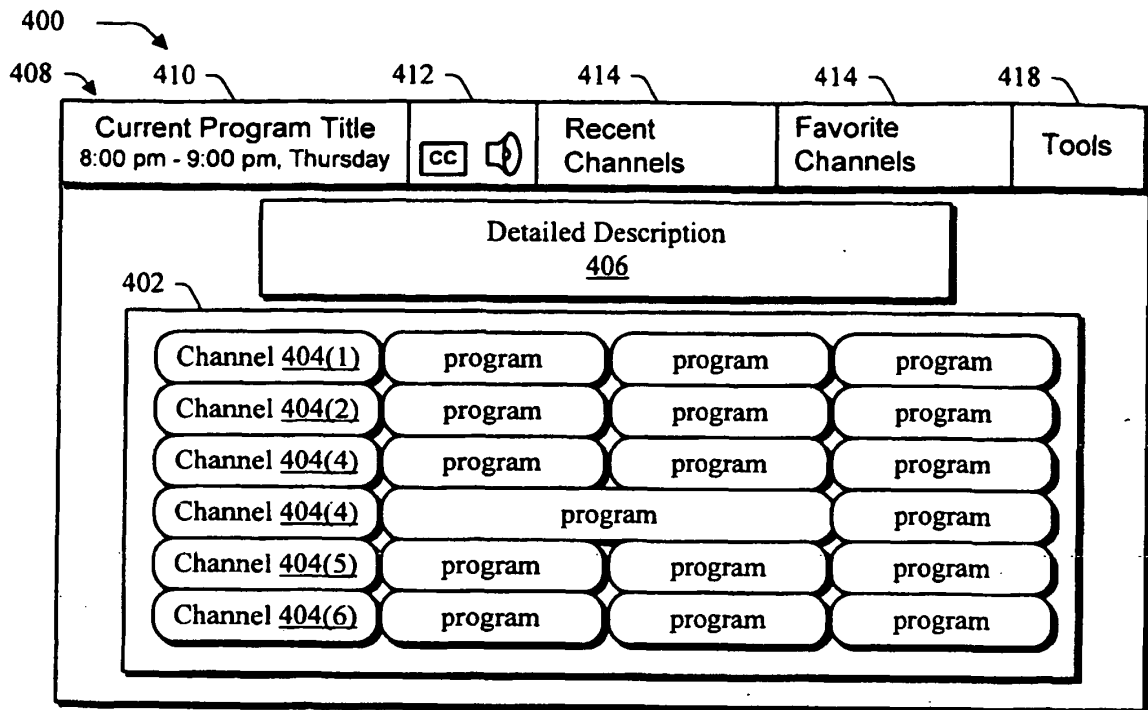 400
408 410 412 414 414 418
Current Program Title
8:00 pm - 9:00 pm, Thursday
CC
Recent
Channels
Favorite
Channels
Tools
Detailed Description
406
402
Channel 404(1) program program program
Channel 404(2) program program program
Channel 404(4) program program program
Channel 404(4) program program
Channel 404(5) program program program
Channel 404(6) program program program